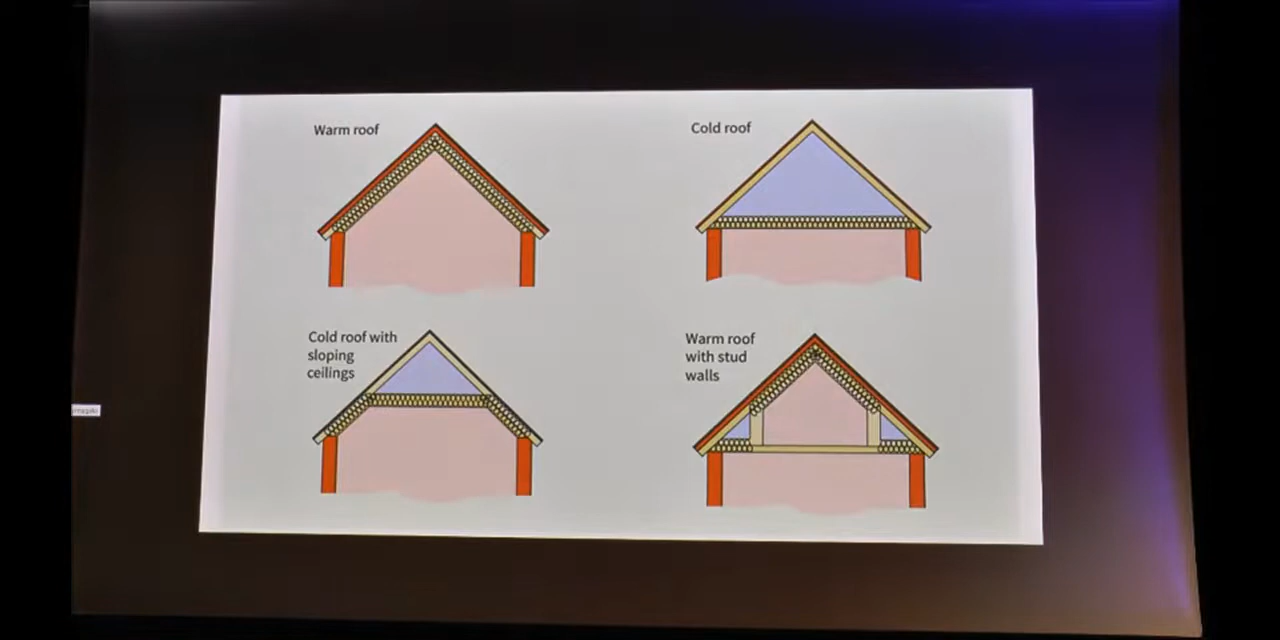 Warm roof
Cold roof
Cold roof with
sloping
ceilings
Warm roof
with stud
walls